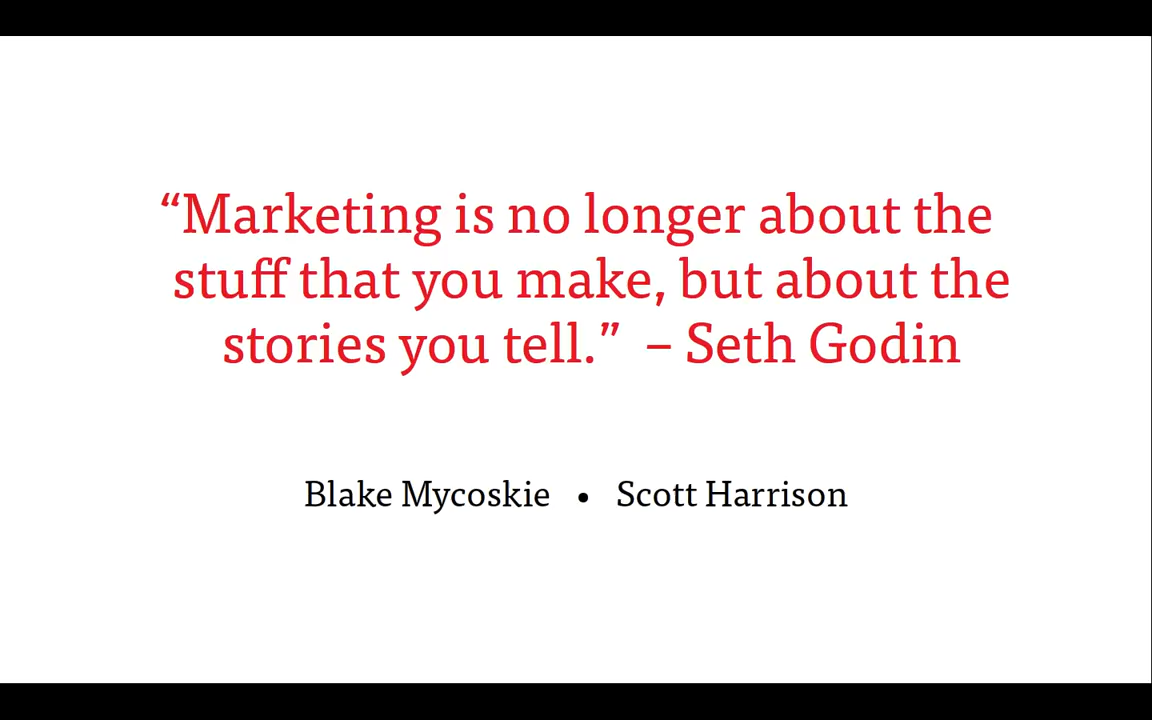 “Marketing is no longer about the
stuff that you make, but about the
stories you tell.” – Seth Godin
Blake Mycoskie • Scott Harrison